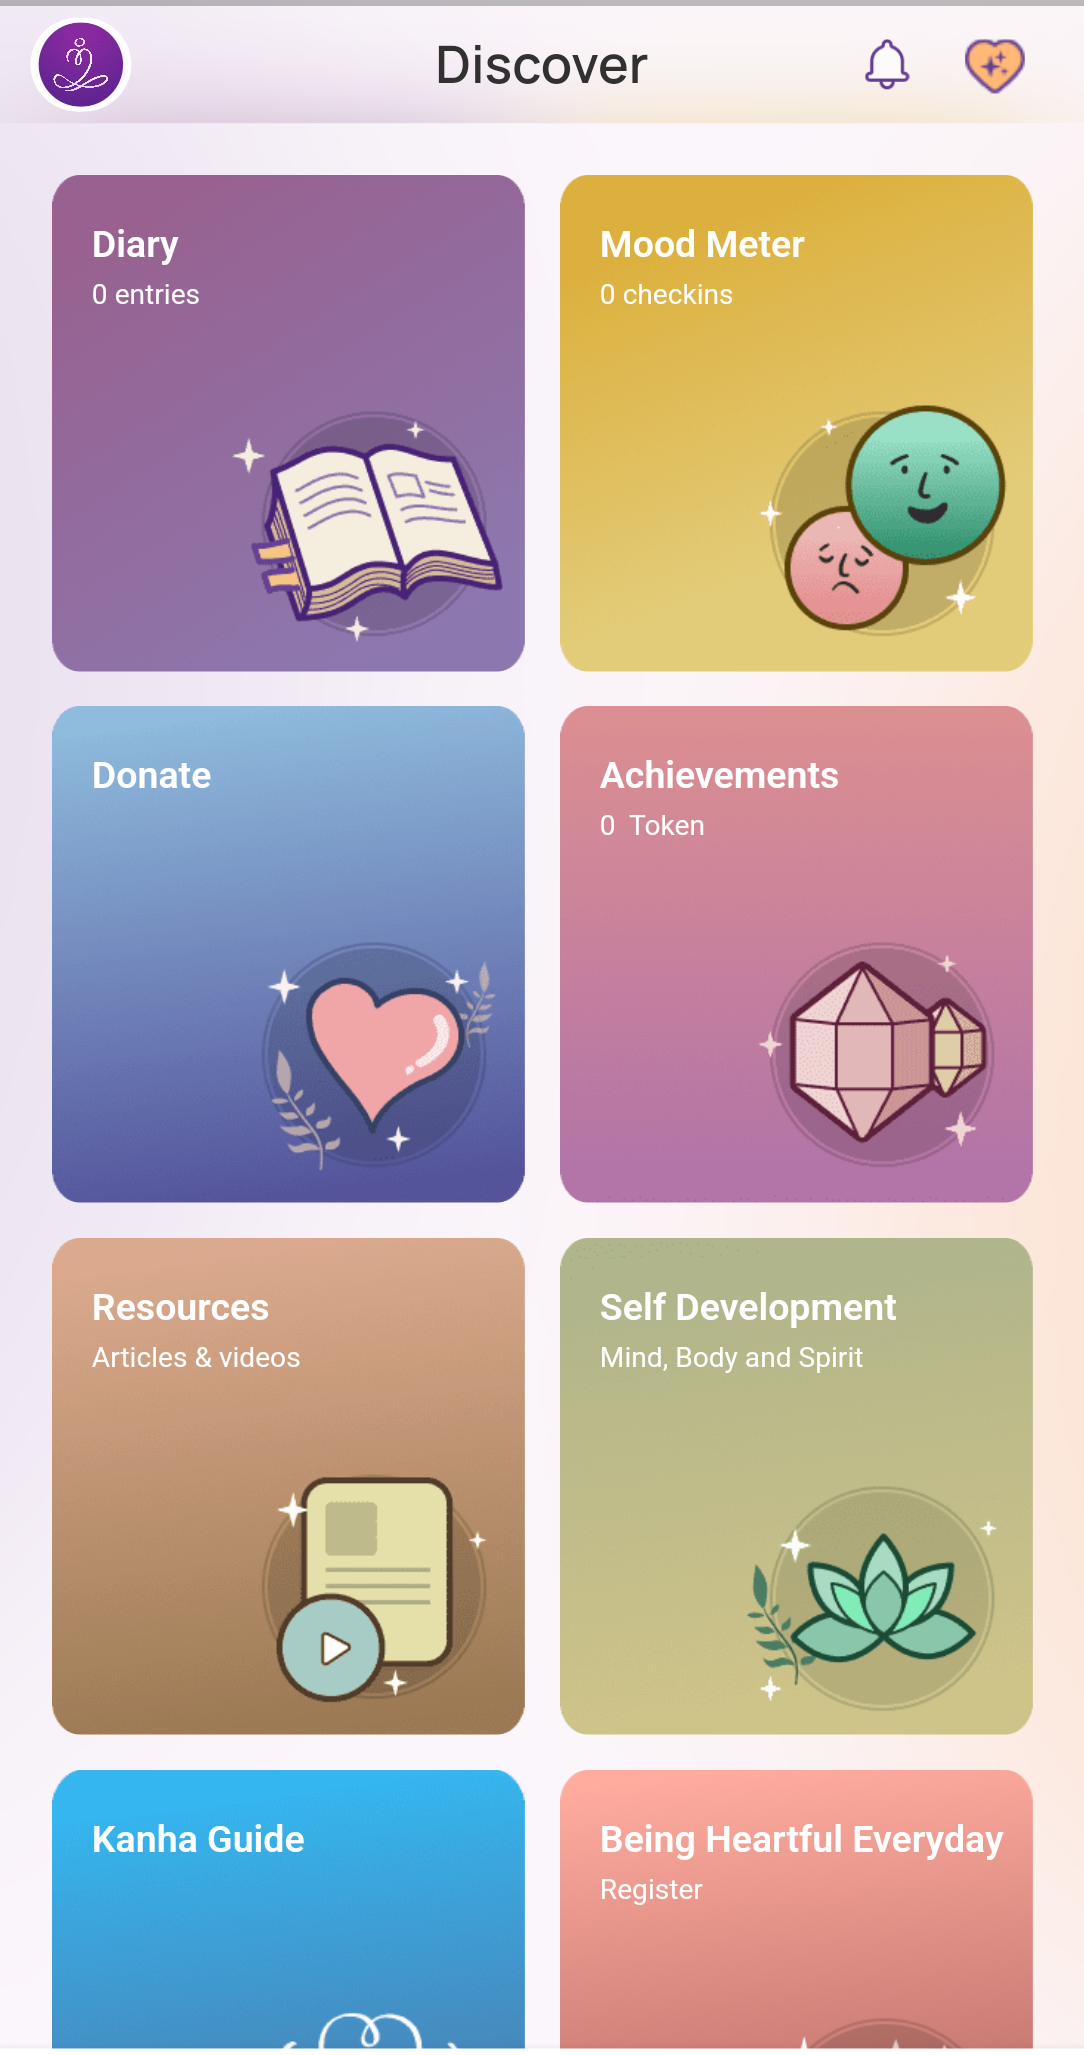 Discover
Diary
0 entries
Mood Meter
0 checkins
Donate
Achievements
0 Token
Resources
Articles & videos
Self Development
Mind, Body and Spirit
Kanha Guide
Being Heartful Everyday
Register